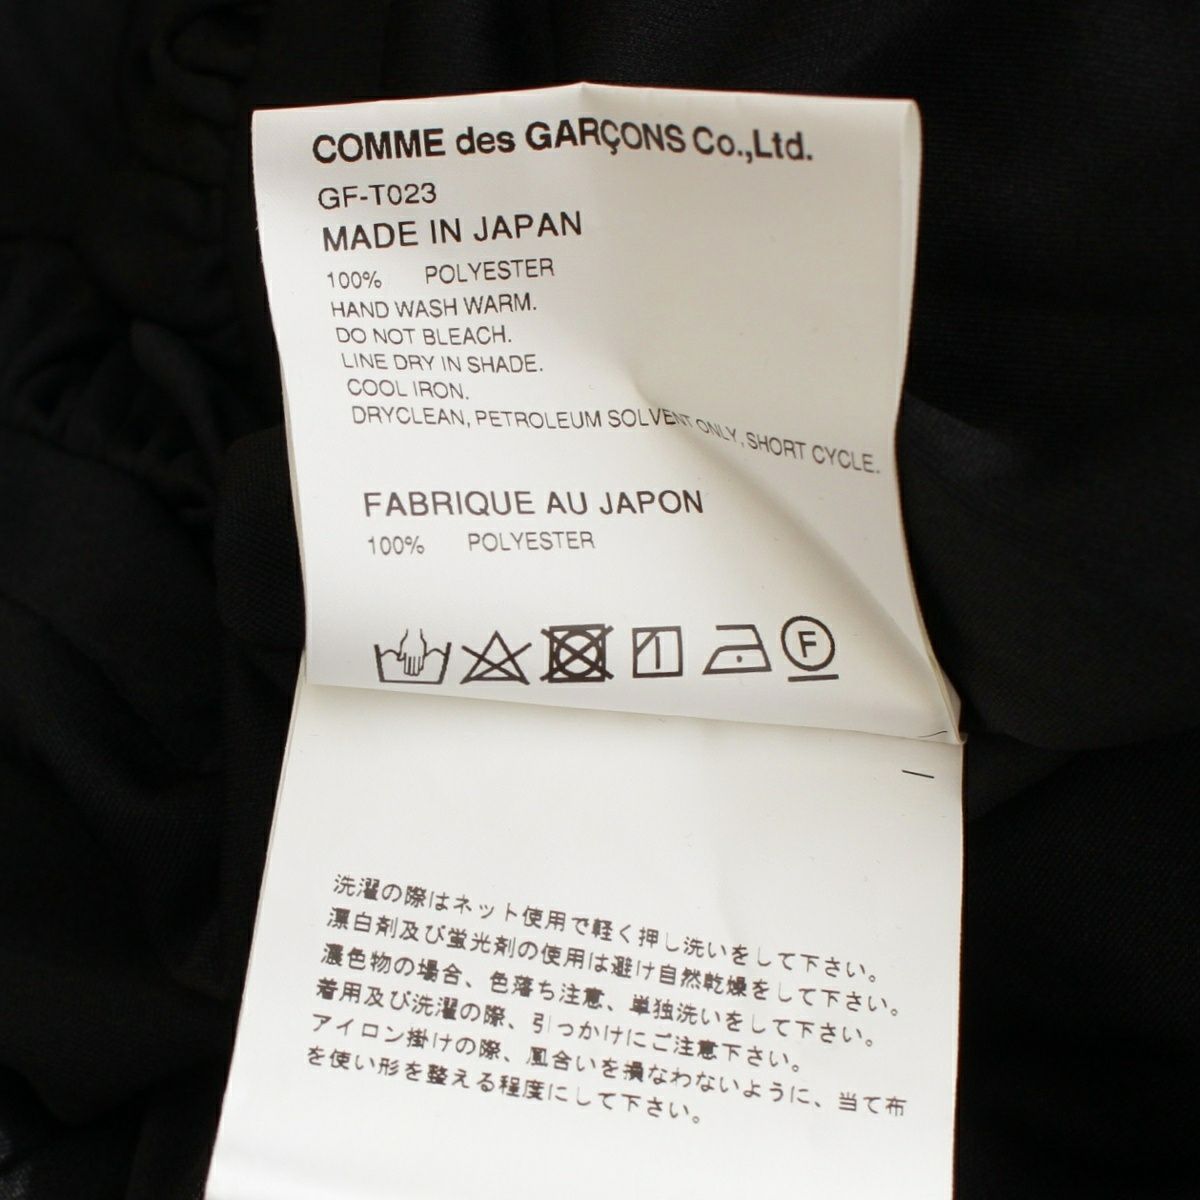 COMME des GARÇONS Co.,Ltd.
GF-T023
MADE IN JAPAN
100% POLYESTER
HAND WASH WARM.
DO NOT BLEACH.
LINE DRY IN SHADE.
COOL IRON.
DRYCLEAN, PETROLEUM SOLVENT ONLY, SHORT CYCLE.
FABRIQUE AU JAPON
100% POLYESTER
F
洗濯の際はネット使用で軽く押し洗いをして下さい。
漂白剤及び蛍光剤の使用は避け自然乾燥をして下さい。
濃色物の場合、色落ち注意、単独洗いをして下さい。
着用及び洗濯の際、引っかけにご注意下さい。
アイロン掛けの際、風合いを損なわないように、当て布
を使い形を整える程度にして下さい。